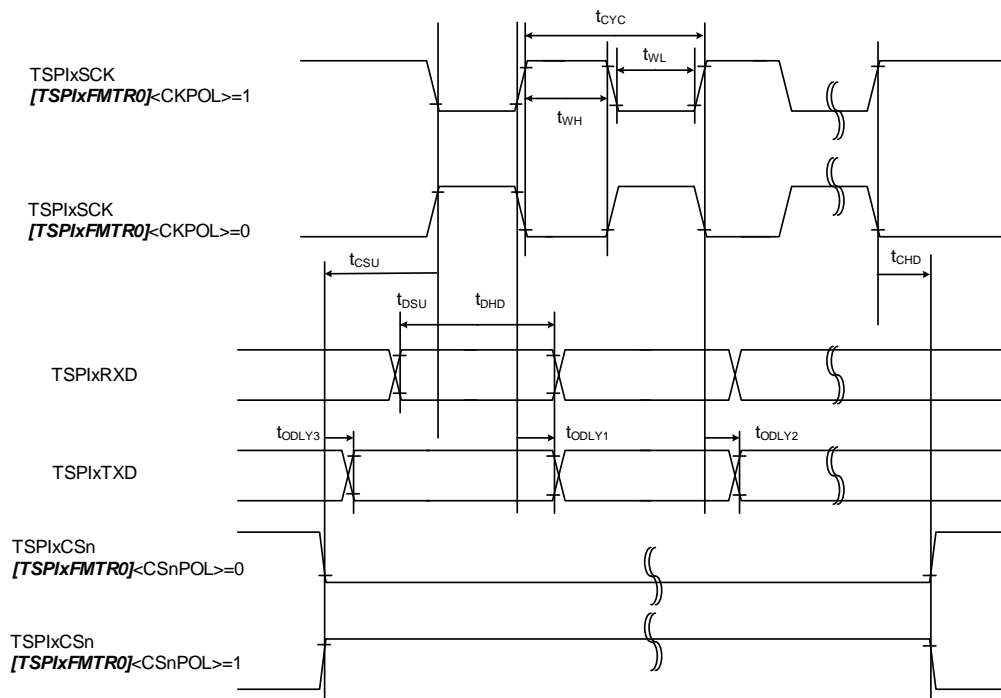 tCYC
TSPIxSCK
[TSPIxFMTR0]<CKPOL>=1
tWL
tWH
TSPIxSCK
[TSPIxFMTR0]<CKPOL>=0
tCSU
tCHD
tDSU
tDHD
TSPIxRXD
tODLY3
tODLY1
tODLY2
TSPIxTXD
TSPIxCSn
[TSPIxFMTR0]<CSnPOL>=0
TSPIxCSn
[TSPIxFMTR0]<CSnPOL>=1